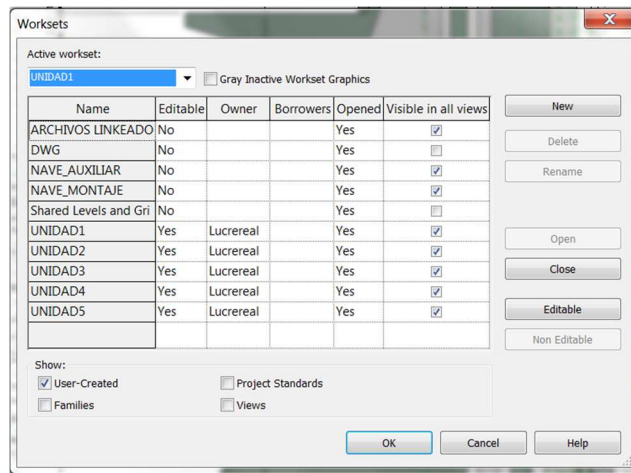 Worksets
Active workset:
UNIDAD1
Gray Inactive Workset Graphics
Name Editable Owner Borrowers Opened Visible in all views
ARCHIVOS LINKEADO No Yes
DWG No Yes
NAVE_AUXILIAR No Yes
NAVE_MONTAJE No Yes
Shared Levels and Gri No Yes
UNIDAD1 Yes Lucrereal Yes
UNIDAD2 Yes Lucrereal Yes
UNIDAD3 Yes Lucrereal Yes
UNIDAD4 Yes Lucrereal Yes
UNIDAD5 Yes Lucrereal Yes
New
Delete
Rename
Open
Close
Editable
Non Editable
Show:
User-Created Project Standards
Families Views
OK Cancel Help